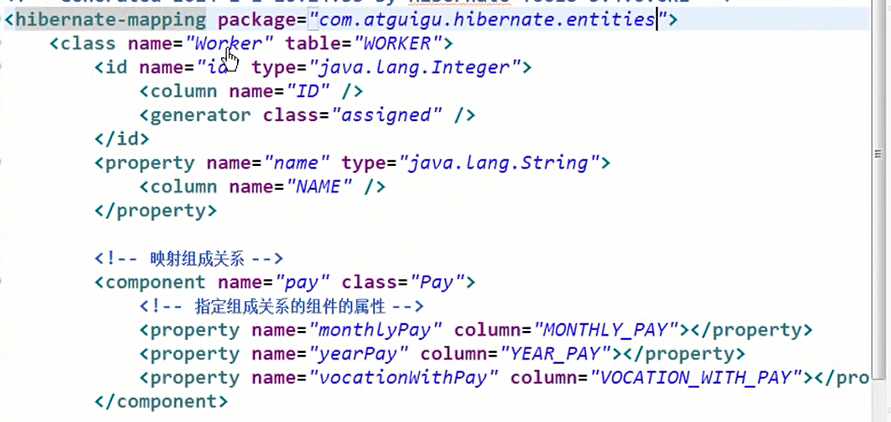 <hibernate-mapping package="com.atguigu.hibernate.entities">
<class name="Worker" table="WORKER">
<id name="id" type="java.lang.Integer">
<column name="ID" />
<generator class="assigned" />
</id>
<property name="name" type="java.lang.String">
<column name="NAME" />
</property>
<!-- 映射组成关系 -->
<component name="pay" class="Pay">
<!-- 指定组成关系的组件的属性 -->
<property name="monthlyPay" column="MONTHLY_PAY"></property>
<property name="yearPay" column="YEAR_PAY"></property>
<property name="vocationWithPay" column="VOCATION_WITH_PAY"></pro
</component>